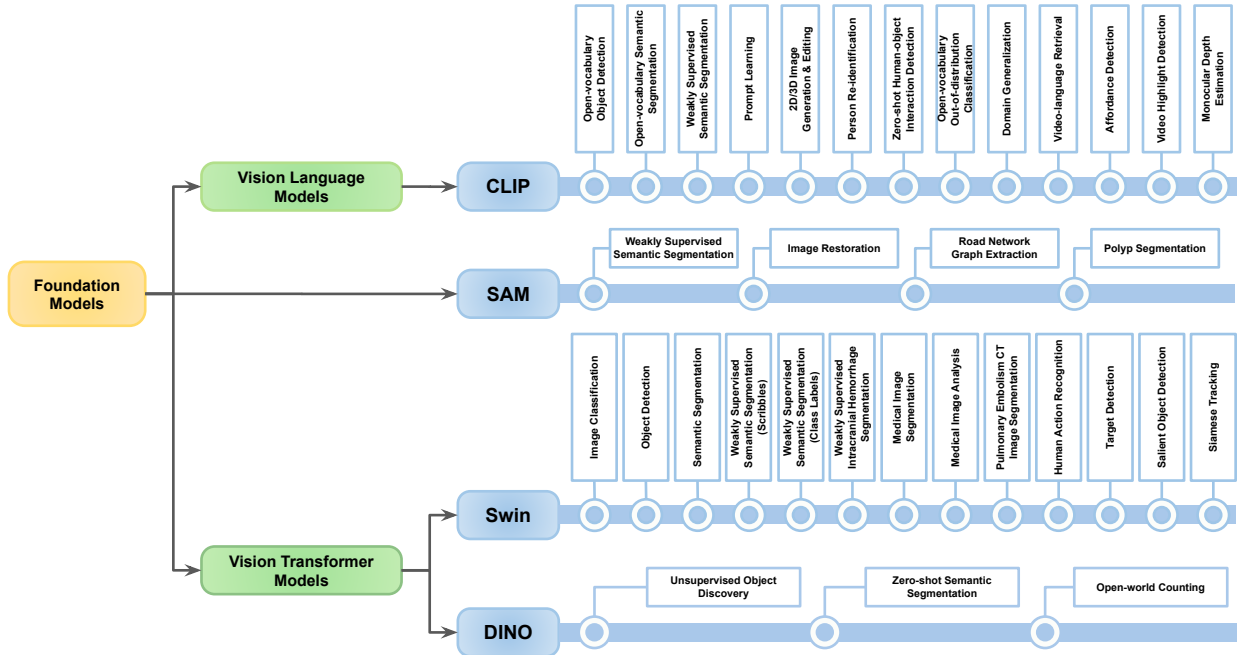 Open-vocabulary
Object Detection
Open-vocabulary Semantic
Segmentation
Weakly Supervised
Semantic Segmentation
Prompt Learning
2D/3D Image
Generation & Editing
Person Re-identification
Zero-shot Human-object
Interaction Detection
Open-vocabulary
Out-of-distribution
Classification
Domain Generalization
Video-language Retrieval
Affordance Detection
Video Highlight Detection
Monocular Depth
Estimation
Vision Language
Models
CLIP
Weakly Supervised
Semantic Segmentation
Image Restoration
Road Network
Graph Extraction
Polyp Segmentation
Foundation
Models
SAM
Image Classification
Object Detection
Semantic Segmentation
Weakly Supervised
Semantic Segmentation
(Scribbles)
Weakly Supervised
Semantic Segmentation
(Class Labels)
Weakly Supervised
Intracranial Hemorrhage
Segmentation
Medical Image
Segmentation
Medical Image Analysis
Pulmonary Embolism CT
Image Segmentation
Human Action Recognition
Target Detection
Salient Object Detection
Siamese Tracking
Swin
Vision Transformer
Models
Unsupervised Object
Discovery
Zero-shot Semantic
Segmentation
Open-world Counting
DINO